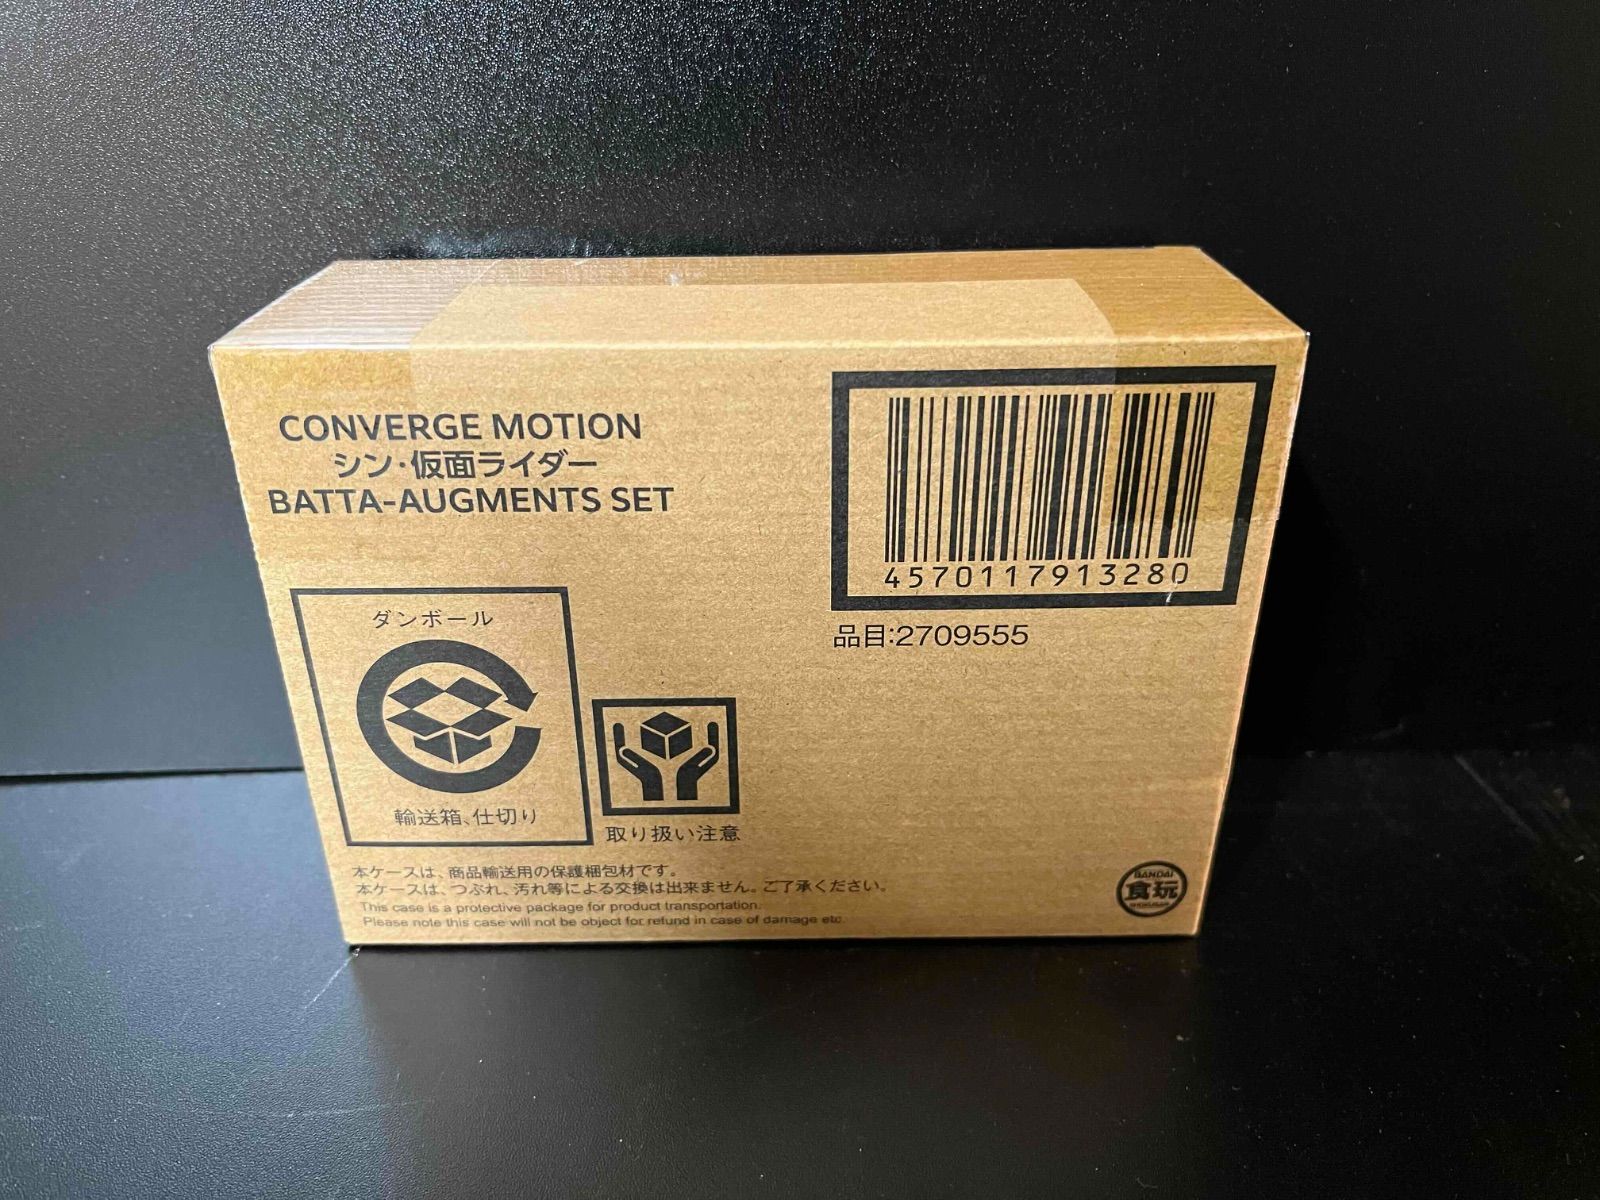 CONVERGE MOTION
シン・仮面ライダー
BATTA-AUGMENTS SET
4570117913280
品目:2709555
ダンボール
輸送箱、仕切り
取り扱い注意
本ケースは、商品輸送用の保護梱包材です。
本ケースは、つぶれ、汚れ等による交換は出来ません。ご了承ください。
This case is a protective package for product transportation.
Please note this case will not be object for refund in case of damage etc.
BANDAI
食玩
SHOKUGAN